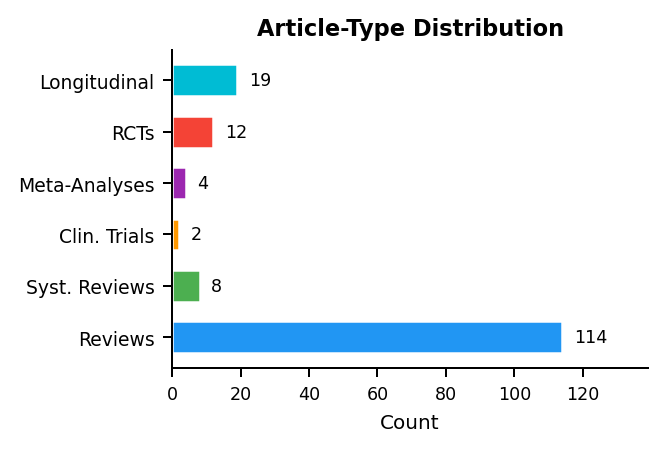 Article-Type Distribution
Longitudinal 19
RCTs 12
Meta-Analyses 4
Clin. Trials 2
Syst. Reviews 8
Reviews 114
0 20 40 60 80 100 120
Count